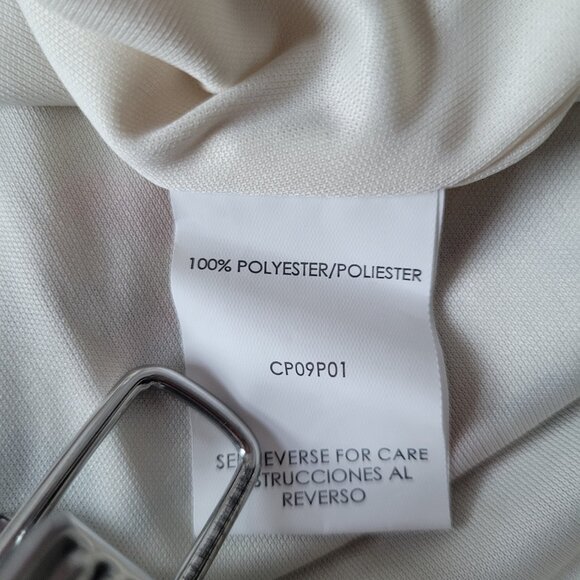 100% POLYESTER/POLIESTER
CP09P01
REVERSE FOR CARE
AL
REVERSO